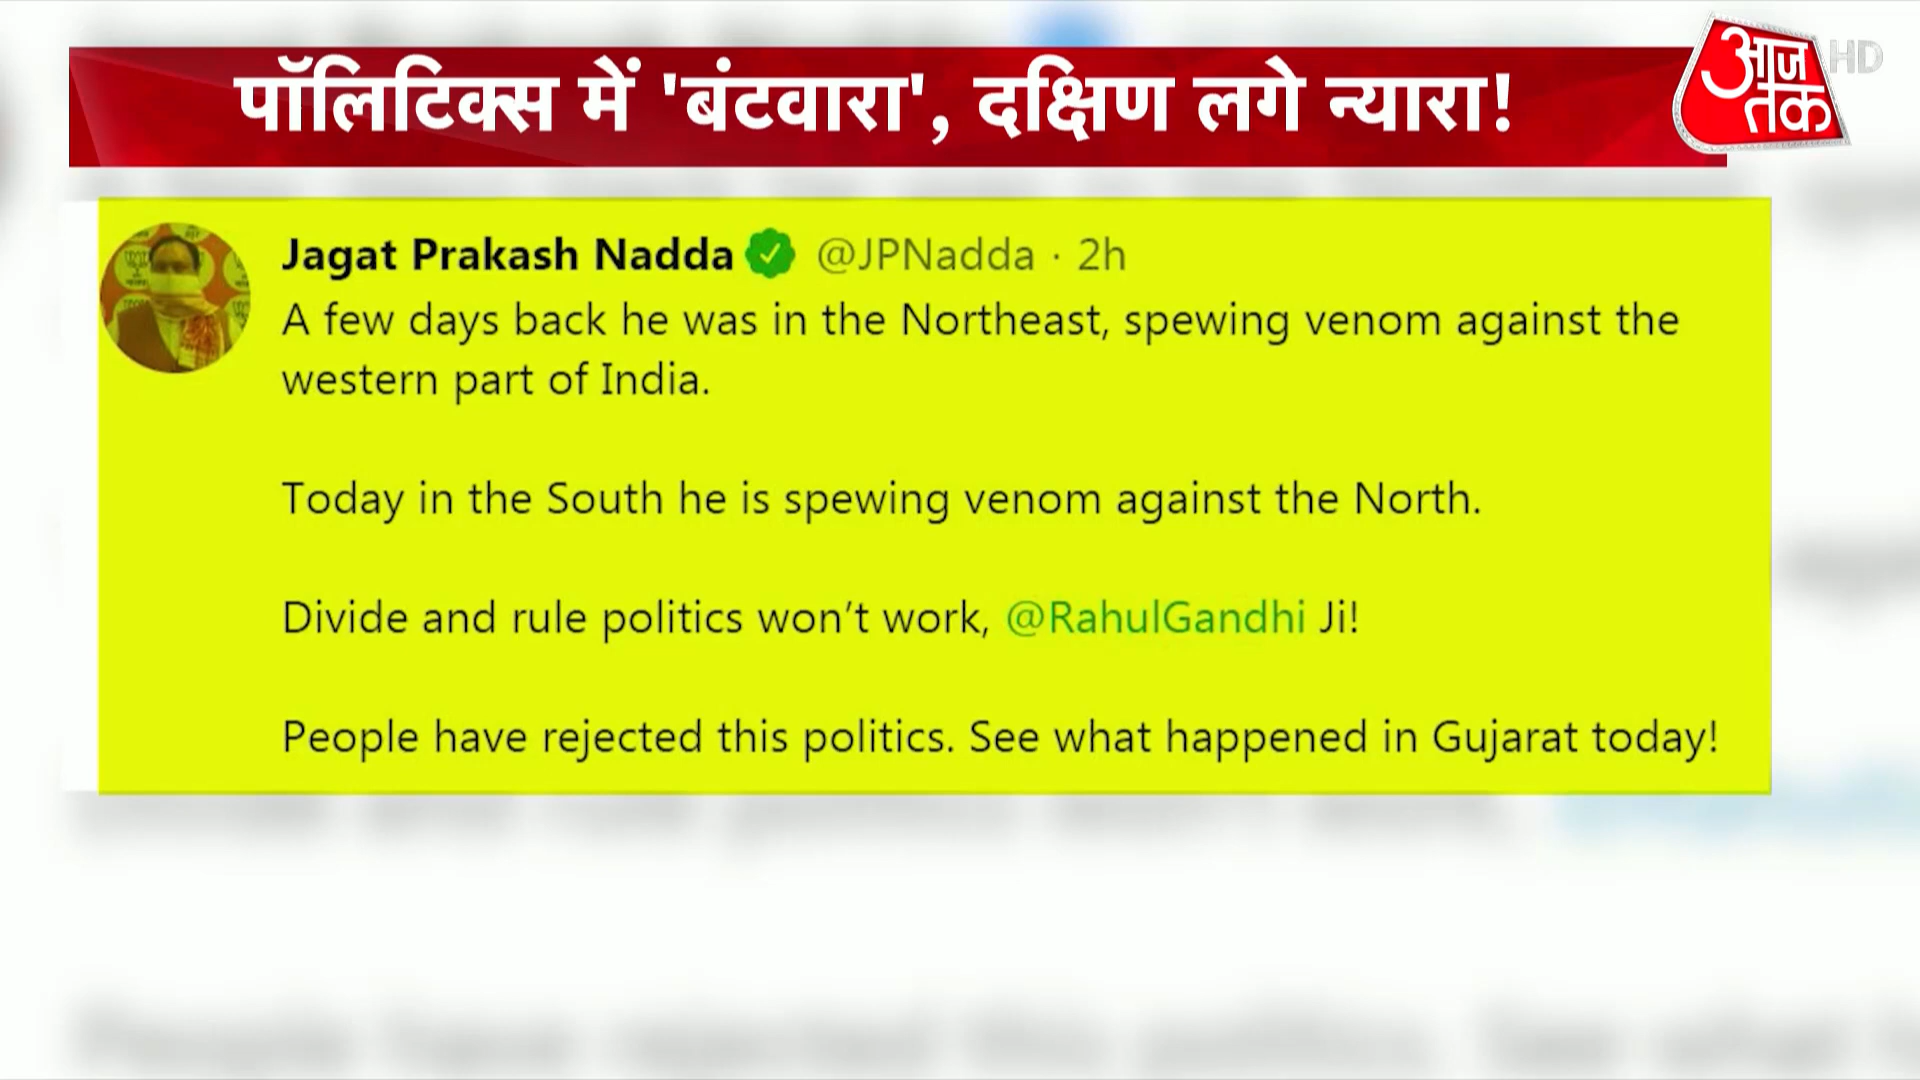 पॉलिटिक्स में 'बंटवारा', दक्षिण लगे न्यारा!
आज तक HD
Jagat Prakash Nadda @JPNadda · 2h
A few days back he was in the Northeast, spewing venom against the
western part of India.
Today in the South he is spewing venom against the North.
Divide and rule politics won’t work, @RahulGandhi Ji!
People have rejected this politics. See what happened in Gujarat today!